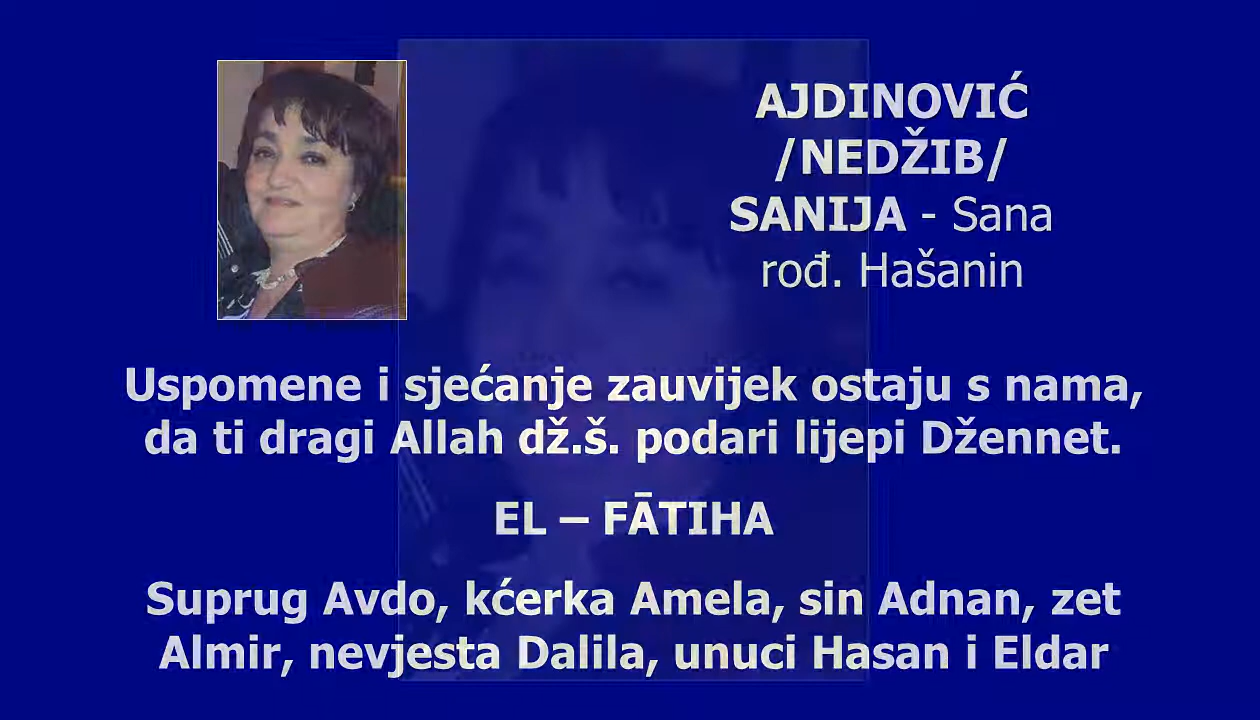 AJDINOVIĆ
/NEDŽIB/
SANIJA - Sana
rođ. Hašanin
Uspomene i sjećanje zauvijek ostaju s nama,
da ti dragi Allah dž.š. podari lijepi Džennet.
EL – FĀTIHA
Suprug Avdo, kćerka Amela, sin Adnan, zet
Almir, nevjesta Dalila, unuci Hasan i Eldar